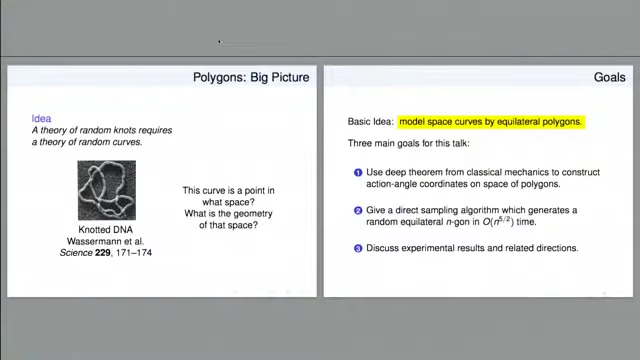 Polygons: Big Picture
Idea
A theory of random knots requires
a theory of random curves.
This curve is a point in
what space?
What is the geometry
of that space?
Knotted DNA
Wassermann et al.
Science 229, 171–174
Goals
Basic Idea: model space curves by equilateral polygons.
Three main goals for this talk:
1 Use deep theorem from classical mechanics to construct
action-angle coordinates on space of polygons.
2 Give a direct sampling algorithm which generates a
random equilateral n-gon in O(n^5/2) time.
3 Discuss experimental results and related directions.